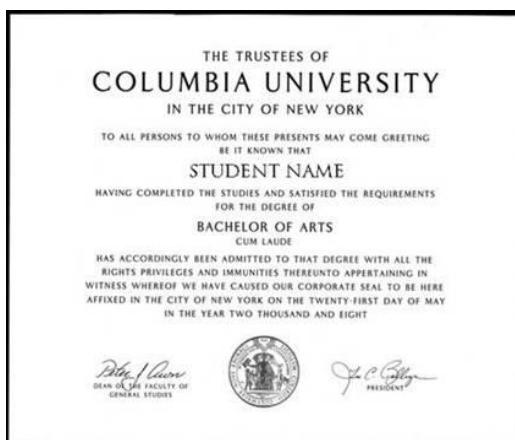 THE TRUSTEES OF
COLUMBIA UNIVERSITY
IN THE CITY OF NEW YORK
TO ALL PERSONS TO WHOM THESE PRESENTS MAY COME GREETING
BE IT KNOWN THAT
STUDENT NAME
HAVING COMPLETED THE STUDIES AND SATISFIED THE REQUIREMENTS
FOR THE DEGREE OF
BACHELOR OF ARTS
CUM LAUDE
HAS ACCORDINGLY BEEN ADMITTED TO THAT DEGREE WITH ALL THE
RIGHTS PRIVILEGES AND IMMUNITIES THEREUNTO APPERTAINING IN
WITNESS WHEREOF WE HAVE CAUSED OUR CORPORATE SEAL TO BE HERE
AFFIXED IN THE CITY OF NEW YORK ON THE TWENTY-FIRST DAY OF MAY
IN THE YEAR TWO THOUSAND AND EIGHT
DEAN OF THE FACULTY OF
GENERAL STUDIES
PRESIDENT